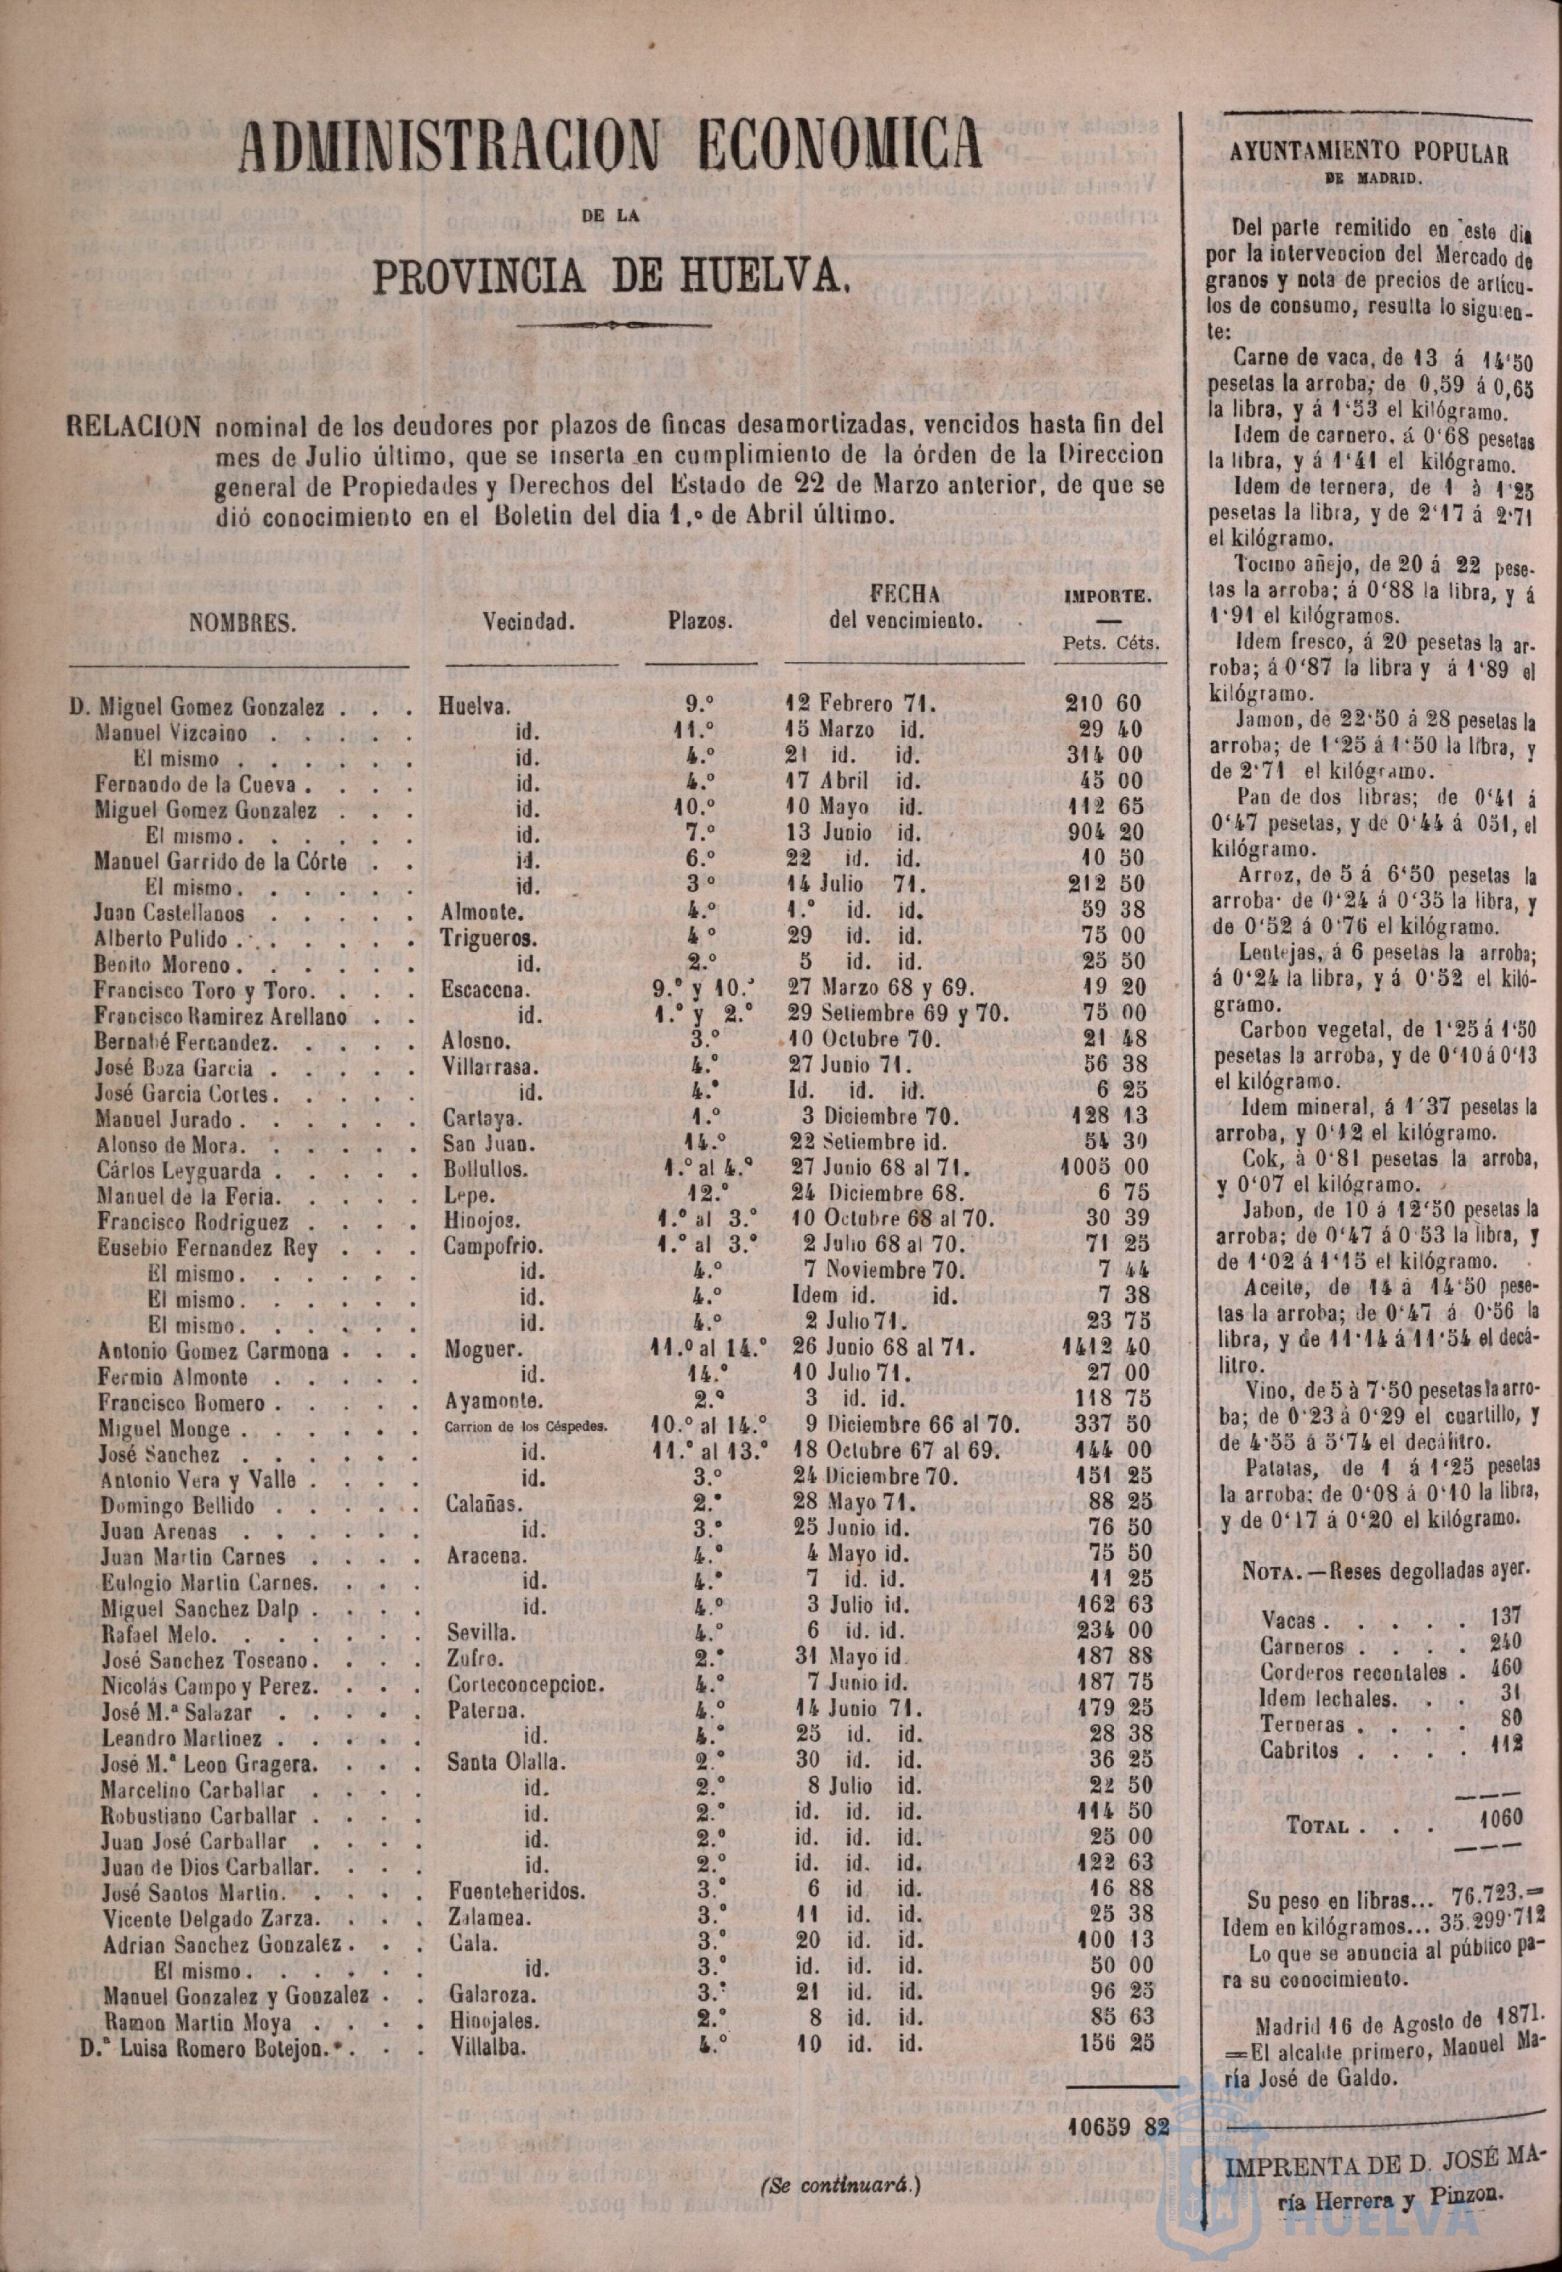 ADMINISTRACION ECONOMICA
DE LA
PROVINCIA DE HUELVA.
RELACION nominal de los deudores por plazos de fincas desamortizadas, vencidos hasta fin del
mes de Julio último, que se inserta en cumplimiento de la órden de la Direccion
general de Propiedades y Derechos del Estado de 22 de Marzo anterior, de que se
dió conocimiento en el Boletin del dia 1.º de Abril último.
NOMBRES. Vecindad. Plazos. FECHA del vencimiento. IMPORTE. — Pets. Céts.
D. Miguel Gomez Gonzalez . . . Huelva. 9.º 12 Febrero 71. 210 60
Manuel Vizcaino . . . . . id. 11.º 15 Marzo id. 29 40
El mismo . . . . . . id. 4.º 21 id. id. 314 00
Fernando de la Cueva . . . . id. 4.º 17 Abril id. 45 00
Miguel Gomez Gonzalez . . . id. 10.º 10 Mayo id. 112 65
El mismo. . . . . . id. 7.º 13 Junio id. 904 20
Manuel Garrido de la Córte . . id. 6.º 22 id. id. 10 50
El mismo. . . . . . id. 3º 14 Julio 71. 212 50
Juan Castellanos . . . . . Almonte. 4.º 1.º id. id. 59 38
Alberto Pulido . . . . . . Trigueros. 4º 29 id. id. 75 00
Benito Moreno. . . . . . id. 2.º 5 id. id. 25 50
Francisco Toro y Toro. . . . Escacena. 9.º y 10.º 27 Marzo 68 y 69. 19 20
Francisco Ramirez Arellano . . id. 1.º y 2.º 29 Setiembre 69 y 70. 75 00
Bernabé Fernandez. . . . . Alosno. 3.º 10 Octubre 70. 21 48
José Boza Garcia . . . . . Villarrasa. 4.º 27 Junio 71. 56 38
José Garcia Cortes. . . . . id. 4.º Id. id. id. 6 25
Manuel Jurado . . . . . . Cartaya. 1.º 3 Diciembre 70. 128 13
Alonso de Mora. . . . . . San Juan. 14.º 22 Setiembre id. 54 30
Cárlos Leyguarda . . . . . Bollullos. 1.º al 4.º 27 Junio 68 al 71. 1005 00
Manuel de la Feria. . . . . Lepe. 12.º 24 Diciembre 68. 6 75
Francisco Rodriguez . . . . Hinojos. 1.º al 3.º 10 Octubre 68 al 70. 30 39
Eusebio Fernandez Rey . . . Campofrio. 1.º al 3.º 2 Julio 68 al 70. 71 25
El mismo. . . . . . id. 4.º 7 Noviembre 70. 7 44
El mismo. . . . . . id. 4.º Idem id. id. 7 38
El mismo. . . . . . id. 4.º 2 Julio 71. 23 75
Antonio Gomez Carmona . . . Moguer. 11.º al 14.º 26 Junio 68 al 71. 1412 40
Fermin Almonte . . . . . id. 14.º 10 Julio 71. 27 00
Francisco Romero . . . . . Ayamonte. 2.º 3 id. id. 118 75
Miguel Monge . . . . . . Carrion de los Céspedes. 10.º al 14.º 9 Diciembre 66 al 70. 337 50
José Sanchez . . . . . . id. 11.º al 13.º 18 Octubre 67 al 69. 144 00
Antonio Vera y Valle . . . . id. 3.º 24 Diciembre 70. 151 25
Domingo Bellido . . . . . Calañas. 2.º 28 Mayo 71. 88 25
Juan Arenas . . . . . . id. 3.º 25 Junio id. 76 50
Juan Martin Carnes . . . . Aracena. 4.º 4 Mayo id. 75 50
Eulogio Martin Carnes. . . . id. 4.º 7 id. id. 11 25
Miguel Sanchez Dalp . . . . id. 4.º 3 Julio id. 162 63
Rafael Melo. . . . . . . Sevilla. 4.º 6 id. id. 234 00
José Sanchez Toscano . . . . Zufre. 2.º 31 Mayo id. 187 88
Nicolás Campo y Perez. . . . Corteconcepcion. 4.º 7 Junio id. 187 75
José M.ª Salazar . . . . . Paterna. 4.º 14 Junio 71. 179 25
Leandro Martinez . . . . . id. 4.º 25 id. id. 28 38
José M.ª Leon Gragera. . . . Santa Olalla. 2.º 30 id. id. 36 25
Marcelino Carballar . . . . id. 2.º 8 Julio id. 22 50
Robustiano Carballar . . . . id. 2.º id. id. id. 114 50
Juan José Carballar . . . . id. 2.º id. id. id. 25 00
Juan de Dios Carballar. . . . id. 2.º id. id. id. 122 63
José Santos Martin. . . . . Fuenteheridos. 3.º 6 id id. 16 88
Vicente Delgado Zarza. . . . Zalamea. 3.º 11 id. id. 25 38
Adrian Sanchez Gonzalez . . . Cala. 3.º 20 id. id. 100 13
El mismo. . . . . . id. 3.º id. id. id. 50 00
Manuel Gonzalez y Gonzalez . . Galaroza. 3.º 21 id. id. 96 25
Ramon Martin Moya . . . . Hinojales. 2.º 8 id. id. 85 63
D.ª Luisa Romero Botejon. . . . Villalba. 4.º 10 id. id. 156 25
10659 82
(Se continuará.)
AYUNTAMIENTO POPULAR
DE MADRID.
Del parte remitido en este dia
por la intervencion del Mercado de
granos y nota de precios de artícu-
los de consumo, resulta lo siguien-
te:
Carne de vaca, de 13 á 14'50
pesetas la arroba; de 0,59 á 0,65
la libra, y á 1'53 el kilógramo.
Idem de carnero, á 0'68 pesetas
la libra, y á 1'41 el kilógramo.
Idem de ternera, de 1 à 1'25
pesetas la libra, y de 2'17 á 2'71
el kilógramo.
Tocino añejo, de 20 á 22 pese-
tas la arroba; á 0'88 la libra, y á
1'91 el kilógramos.
Idem fresco, á 20 pesetas la ar-
roba; á 0'87 la libra y á 1'89 el
kilógramo.
Jamon, de 22'50 á 28 pesetas la
arroba; de 1'25 á 1'50 la libra, y
de 2'71 el kilógramo.
Pan de dos libras; de 0'41 á
0'47 pesetas, y de 0'44 á 051, el
kilógramo.
Arroz, de 5 á 6'50 pesetas la
arroba; de 0'24 á 0'35 la libra, y
de 0'52 á 0'76 el kilógramo.
Lentejas, á 6 pesetas la arroba;
á 0'24 la libra, y á 0'52 el kiló-
gramo.
Carbon vegetal, de 1'25 á 1'50
pesetas la arroba, y de 0'10 á 0'13
el kilógramo.
Idem mineral, á 1'37 pesetas la
arroba, y 0'12 el kilógramo.
Cok, à 0'81 pesetas la arroba,
y 0'07 el kilógramo.
Jabon, de 10 á 12'50 pesetas la
arroba; de 0'47 á 0'53 la libra, y
de 1'02 á 1'15 el kilógramo.
Aceite, de 14 á 14'50 pese-
tas la arroba; de 0'47 á 0'56 la
libra, y de 11'14 á 11'54 el decá-
litro.
Vino, de 5 à 7'50 pesetas la arro-
ba; de 0'23 á 0'29 el cuartillo, y
de 4'55 á 5'74 el decálitro.
Patatas, de 1 á 1'25 pesetas
la arroba; de 0'08 á 0'10 la libra,
y de 0'17 á 0'20 el kilógramo.
NOTA.—Reses degolladas ayer.
Vacas . . . . . 137
Carneros . . . . 240
Corderos recentales . 460
Idem lechales. . . 31
Terneras . . . . 80
Cabritos . . . . 112
TOTAL . . . 1060
Su peso en libras... 76.723.=
Idem en kilógramos... 35.299'712
Lo que se anuncia al público pa-
ra su conocimiento.
Madrid 16 de Agosto de 1871.
=El alcalde primero, Manuel Ma-
ría José de Galdo.
IMPRENTA DE D. JOSÉ MA-
ría Herrera y Pinzon.
HUELVA